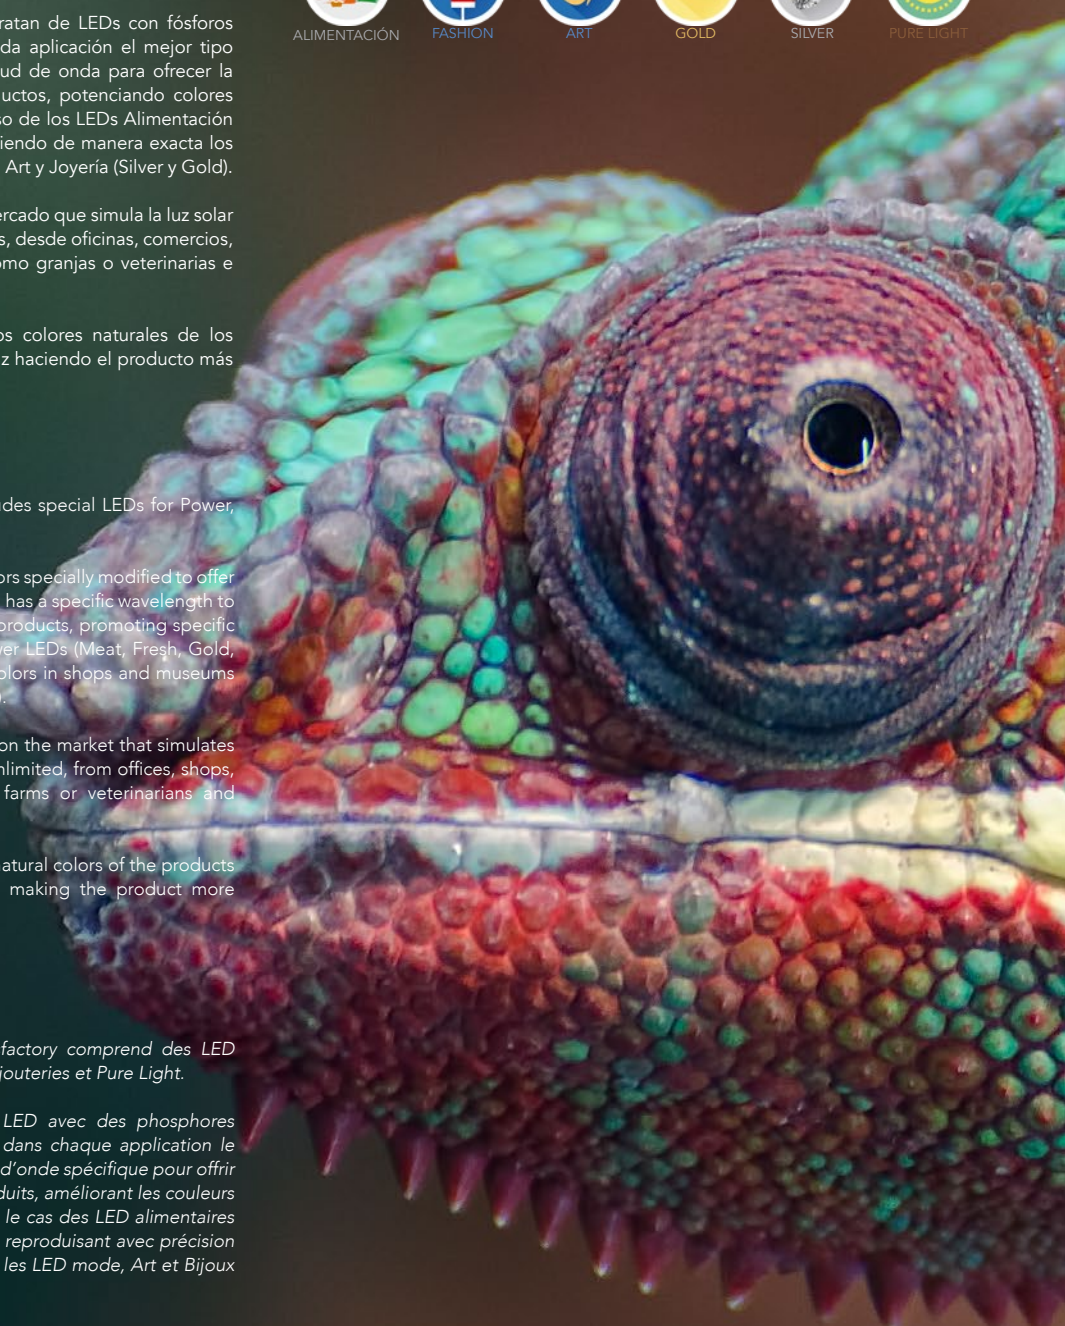 ALIMENTACIÓN FASHION ART GOLD SILVER PURE LIGHT
ratan de LEDs con fósforos
da aplicación el mejor tipo
ud de onda para ofrecer la
uctos, potenciando colores
so de los LEDs Alimentación
iendo de manera exacta los
Art y Joyería (Silver y Gold).
ercado que simula la luz solar
s, desde oficinas, comercios,
omo granjas o veterinarias e
os colores naturales de los
z haciendo el producto más
des special LEDs for Power,
ors specially modified to offer
has a specific wavelength to
products, promoting specific
wer LEDs (Meat, Fresh, Gold,
olors in shops and museums
).
on the market that simulates
nlimited, from offices, shops,
farms or veterinarians and
natural colors of the products
making the product more
factory comprend des LED
jouteries et Pure Light.
LED avec des phosphores
dans chaque application le
d'onde spécifique pour offrir
duits, améliorant les couleurs
le cas des LED alimentaires
reproduisant avec précision
les LED mode, Art et Bijoux